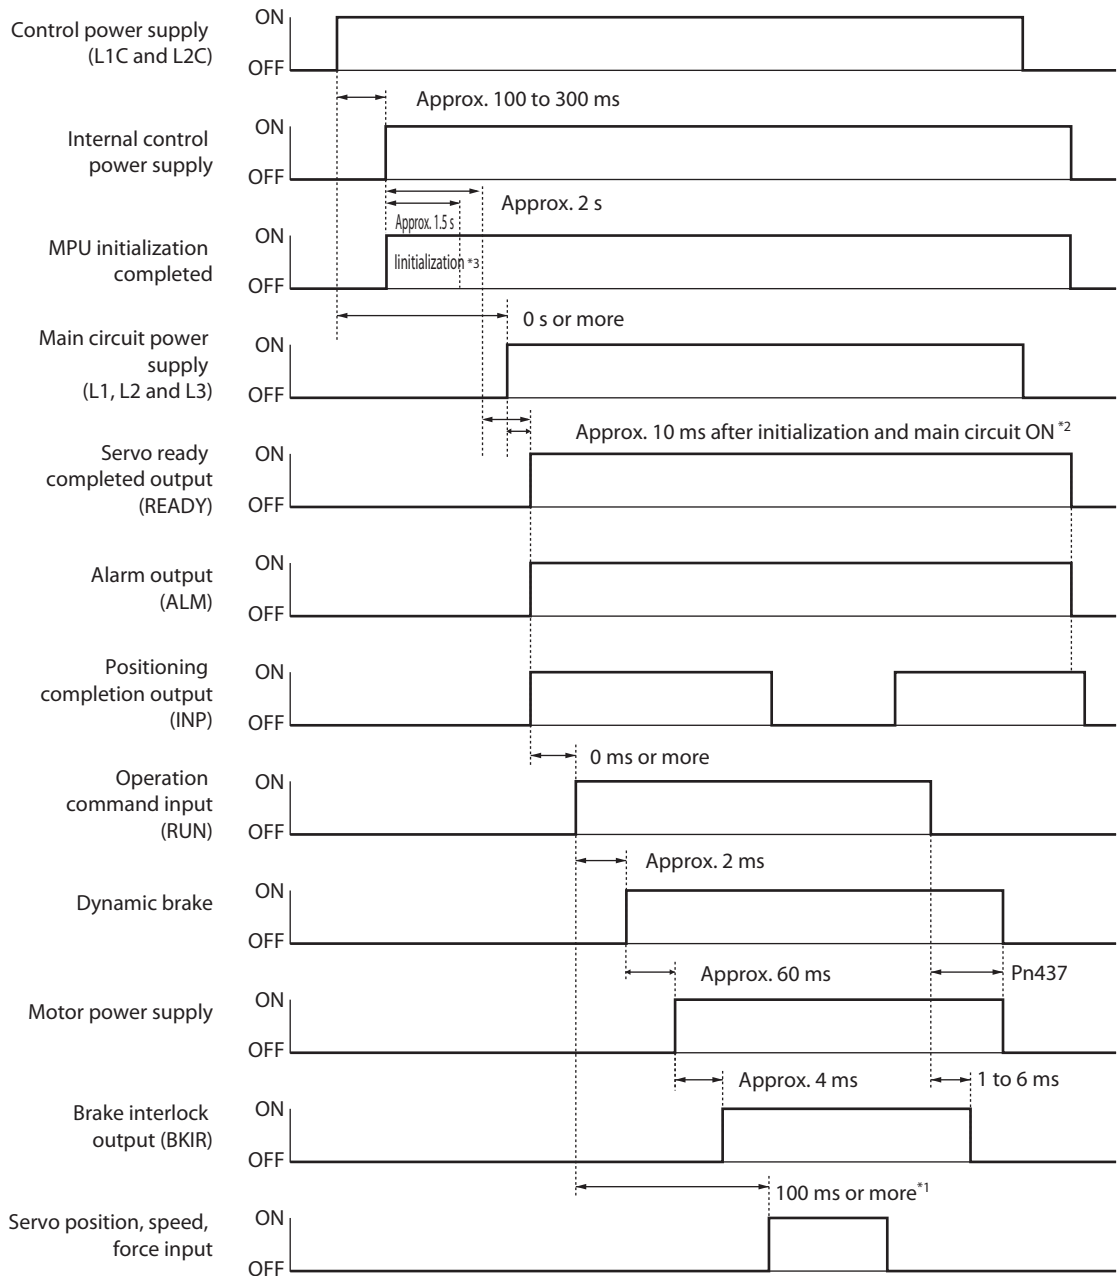 Control power supply
(L1C and L2C)
ON
OFF
Approx. 100 to 300 ms
Internal control
power supply
ON
OFF
Approx. 2 s
Approx. 1.5 s
MPU initialization
completed
ON
OFF
Iinitialization *3
0 s or more
Main circuit power
supply
(L1, L2 and L3)
ON
OFF
Approx. 10 ms after initialization and main circuit ON*2
Servo ready
completed output
(READY)
ON
OFF
Alarm output
(ALM)
ON
OFF
Positioning
completion output
(INP)
ON
OFF
0 ms or more
Operation
command input
(RUN)
ON
OFF
Approx. 2 ms
Dynamic brake
ON
OFF
Approx. 60 ms
Pn437
Motor power supply
ON
OFF
Approx. 4 ms
1 to 6 ms
Brake interlock
output (BKIR)
ON
OFF
100 ms or more*1
Servo position, speed,
force input
ON
OFF